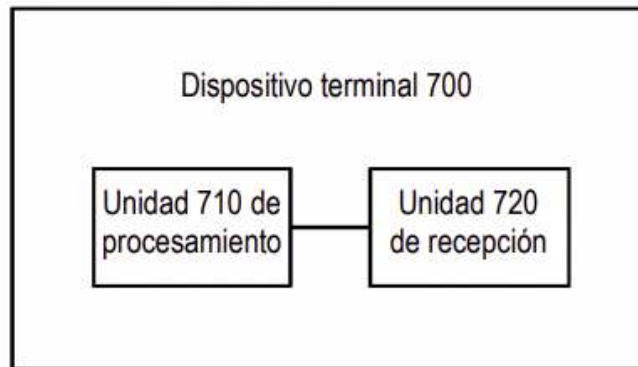 Dispositivo terminal 700
Unidad 710 de
procesamiento
Unidad 720
de recepción